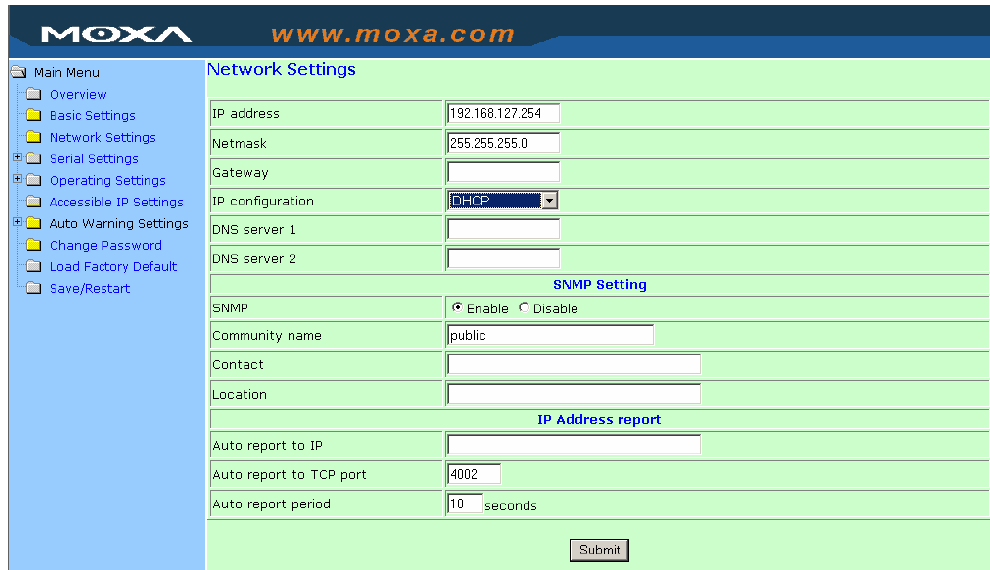 MOXA www.moxa.com
Main Menu
Overview
Basic Settings
Network Settings
Serial Settings
Operating Settings
Accessible IP Settings
Auto Warning Settings
Change Password
Load Factory Default
Save/Restart
Network Settings
IP address 192.168.127.254
Netmask 255.255.255.0
Gateway
IP configuration DHCP
DNS server 1
DNS server 2
SNMP Setting
SNMP Enable Disable
Community name public
Contact
Location
IP Address report
Auto report to IP
Auto report to TCP port 4002
Auto report period 10 seconds
Submit